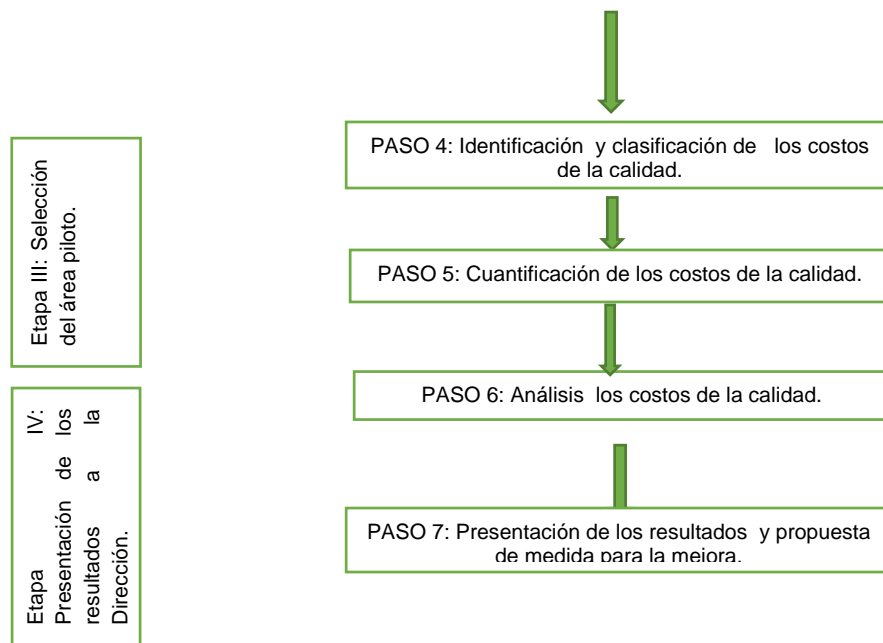 Etapa III: Selección
del área piloto.
PASO 4: Identificación y clasificación de los costos
de la calidad.
PASO 5: Cuantificación de los costos de la calidad.
Etapa IV:
Presentación de los
resultados a la
Dirección.
PASO 6: Análisis los costos de la calidad.
PASO 7: Presentación de los resultados y propuesta
de medida para la mejora.